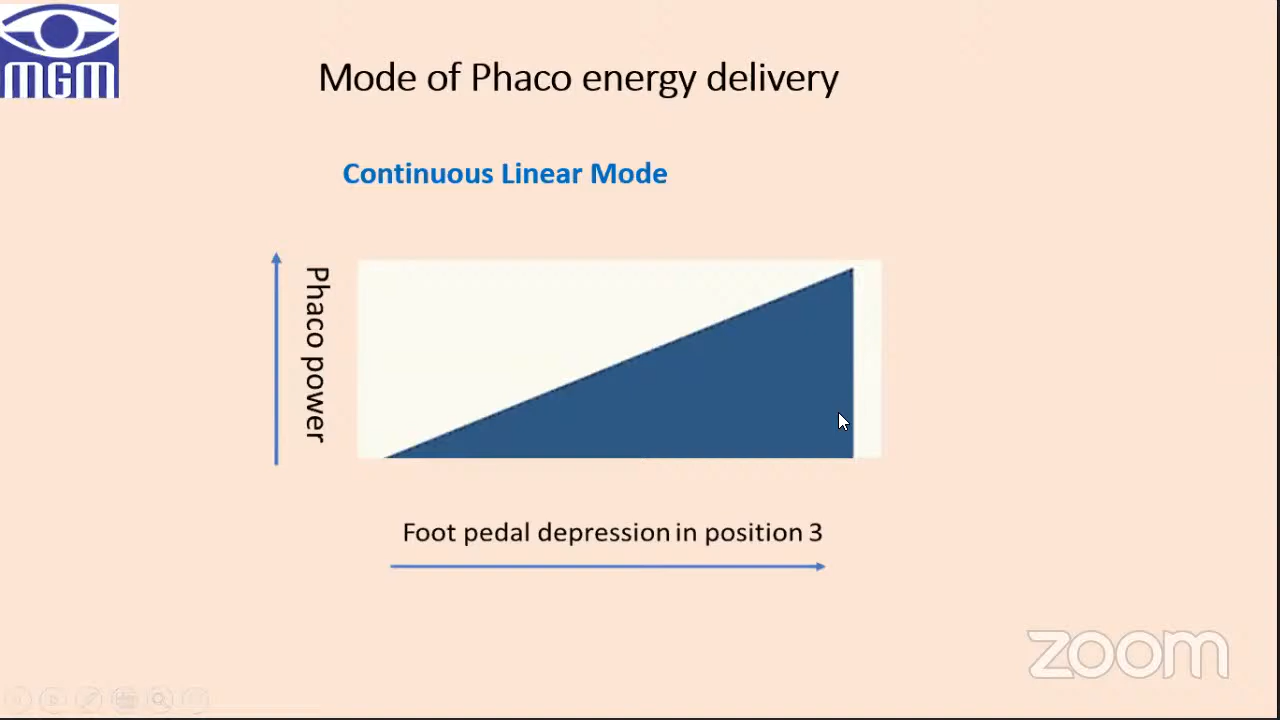 MGM
Mode of Phaco energy delivery
Continuous Linear Mode
Phaco power
Foot pedal depression in position 3
zoom